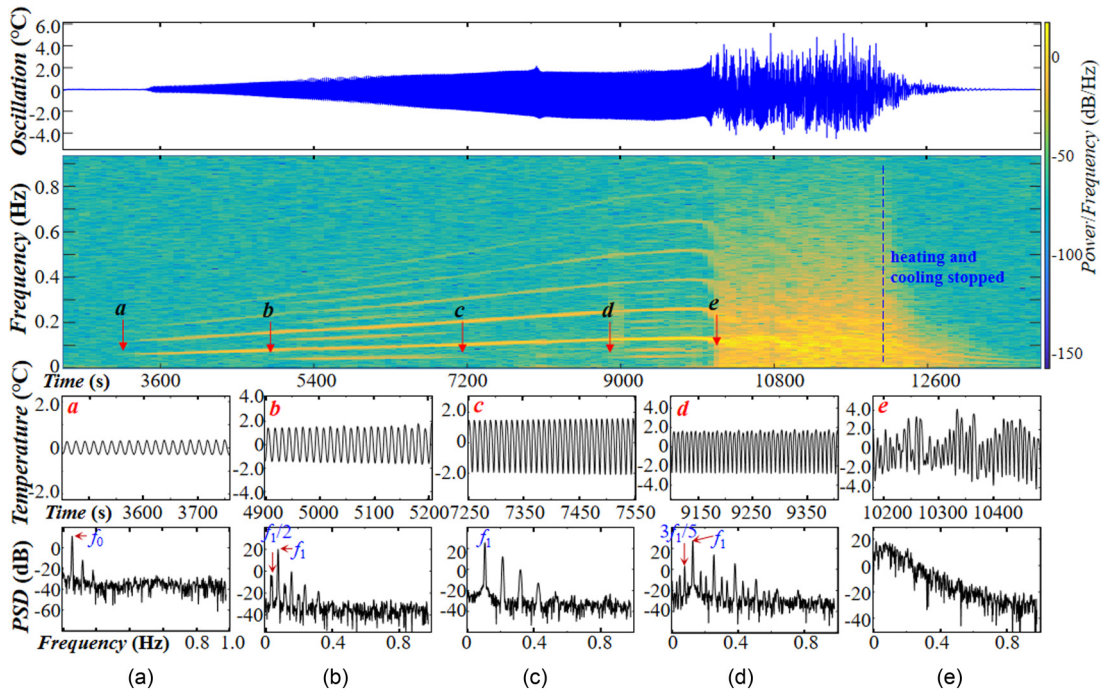 Oscillation (°C)
6.0
4.0
2.0
0
-2.0
-4.0
Frequency (Hz)
0.8
0.6
0.4
0.2
0
a
b
c
d
e
heating and
cooling stopped
Power/Frequency (dB/Hz)
0
-50
-100
-150
Time (s)
3600
5400
7200
9000
10800
12600
Temperature (°C)
2.0
0
-2.0
a
Time (s)
3600
3700
4.0
2.0
0
-2.0
-4.0
b
4900
5000
5100
5200
2.0
0
-2.0
c
7250
7350
7450
7550
4.0
2.0
0
-2.0
-4.0
d
9150
9250
9350
4.0
2.0
0
-2.0
-4.0
e
10200
10300
10400
PSD (dB)
0
-20
-40
-60
f0
Frequency (Hz)
0.8
1.0
20
0
-20
-40
f1/2
f1
0
0.4
0.8
20
0
-20
-40
f1
0
0.4
0.8
20
0
-20
-40
3f1/5
f1
0
0.4
0.8
20
0
-20
-40
0
0.4
0.8
(a)
(b)
(c)
(d)
(e)